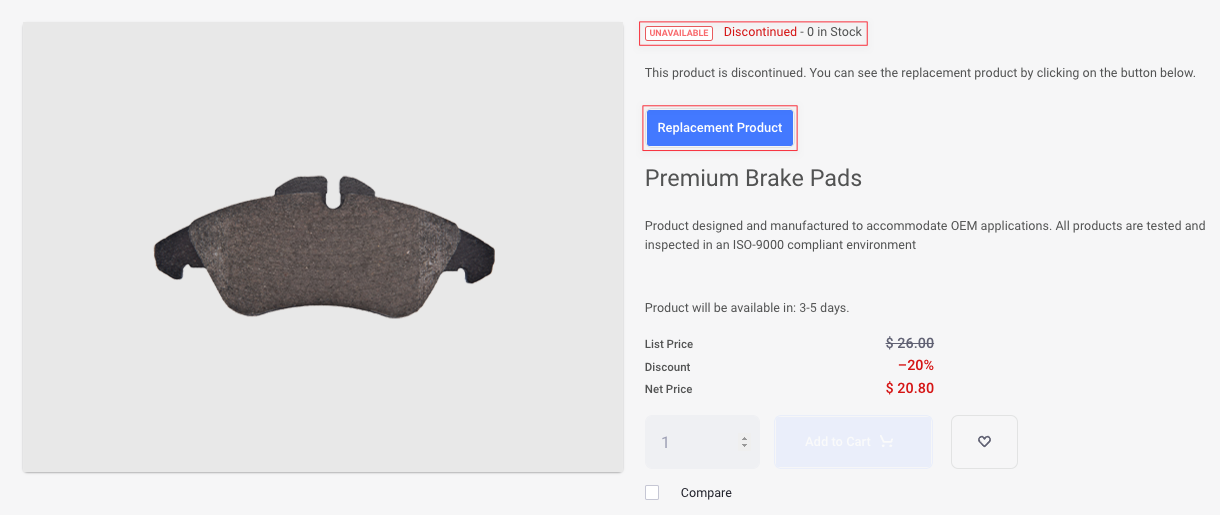 UNAVAILABLE Discontinued - 0 in Stock
This product is discontinued. You can see the replacement product by clicking on the button below.
Replacement Product
Premium Brake Pads
Product designed and manufactured to accommodate OEM applications. All products are tested and
inspected in an ISO-9000 compliant environment
Product will be available in: 3-5 days.
List Price $ 26.00
Discount −20%
Net Price $ 20.80
1 Add to Cart
Compare